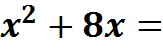 x² + 8x =